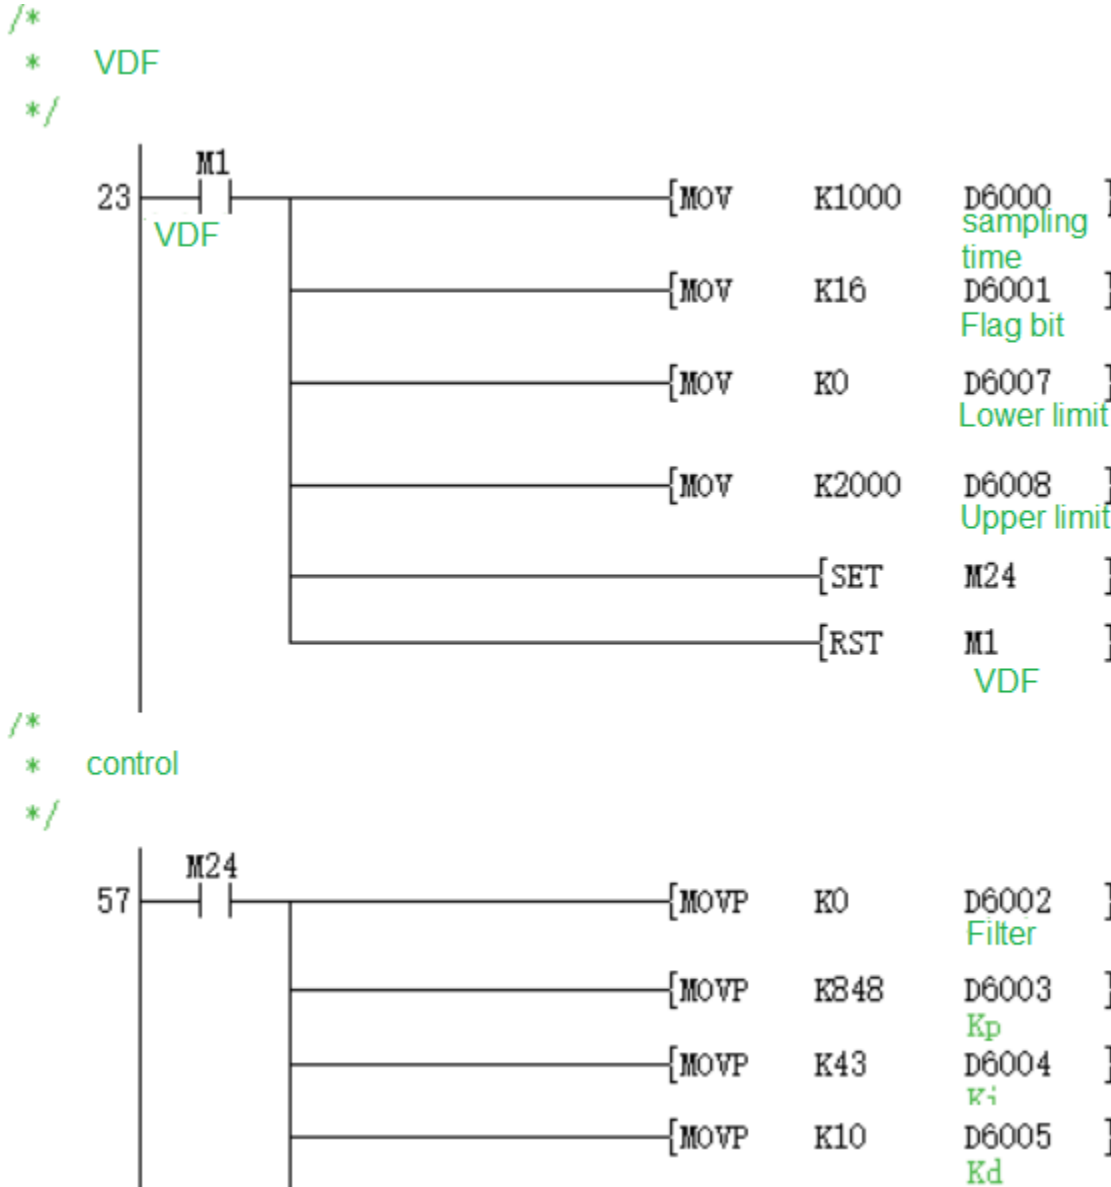 /*
* VDF
*/
M1
23 [MOV K1000 D6000 ]
VDF sampling
time
[MOV K16 D6001 ]
Flag bit
[MOV K0 D6007 ]
Lower limit
[MOV K2000 D6008 ]
Upper limit
[SET M24 ]
[RST M1 ]
VDF
/*
* control
*/
M24
57 [MOVP K0 D6002 ]
Filter
[MOVP K848 D6003 ]
Kp
[MOVP K43 D6004 ]
Ki
[MOVP K10 D6005 ]
Kd